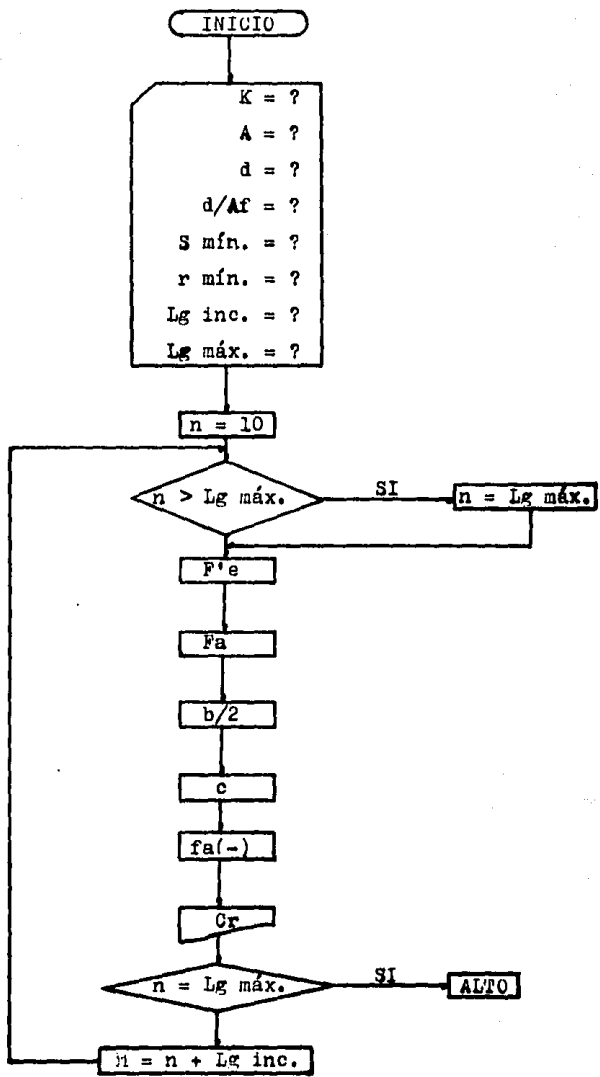 INICIO
K = ?
A = ?
d = ?
d/Af = ?
S mín. = ?
r mín. = ?
Lg inc. = ?
Lg máx. = ?
n = 10
n > Lg máx.
SI
n = Lg máx.
F'e
Fa
b/2
c
fa(-)
Cr
n = Lg máx.
SI
ALTO
n = n + Lg inc.